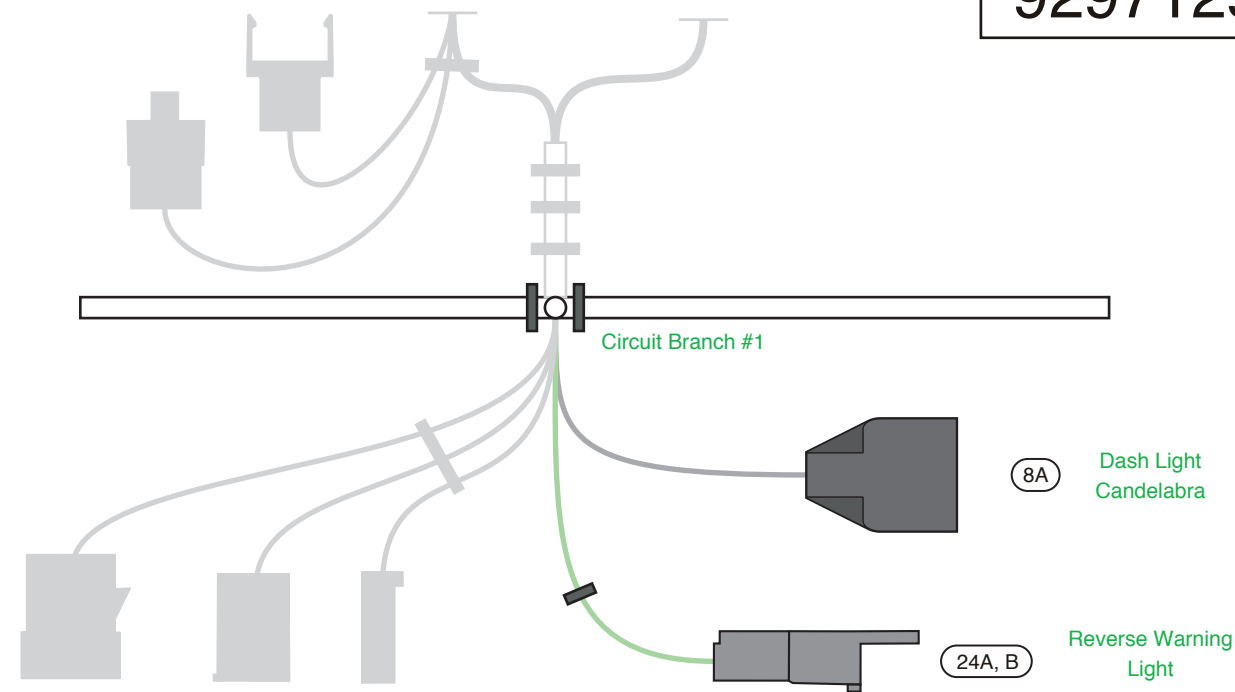 Circuit Branch #1
8A
Dash Light
Candelabra
24A, B
Reverse Warning
Light